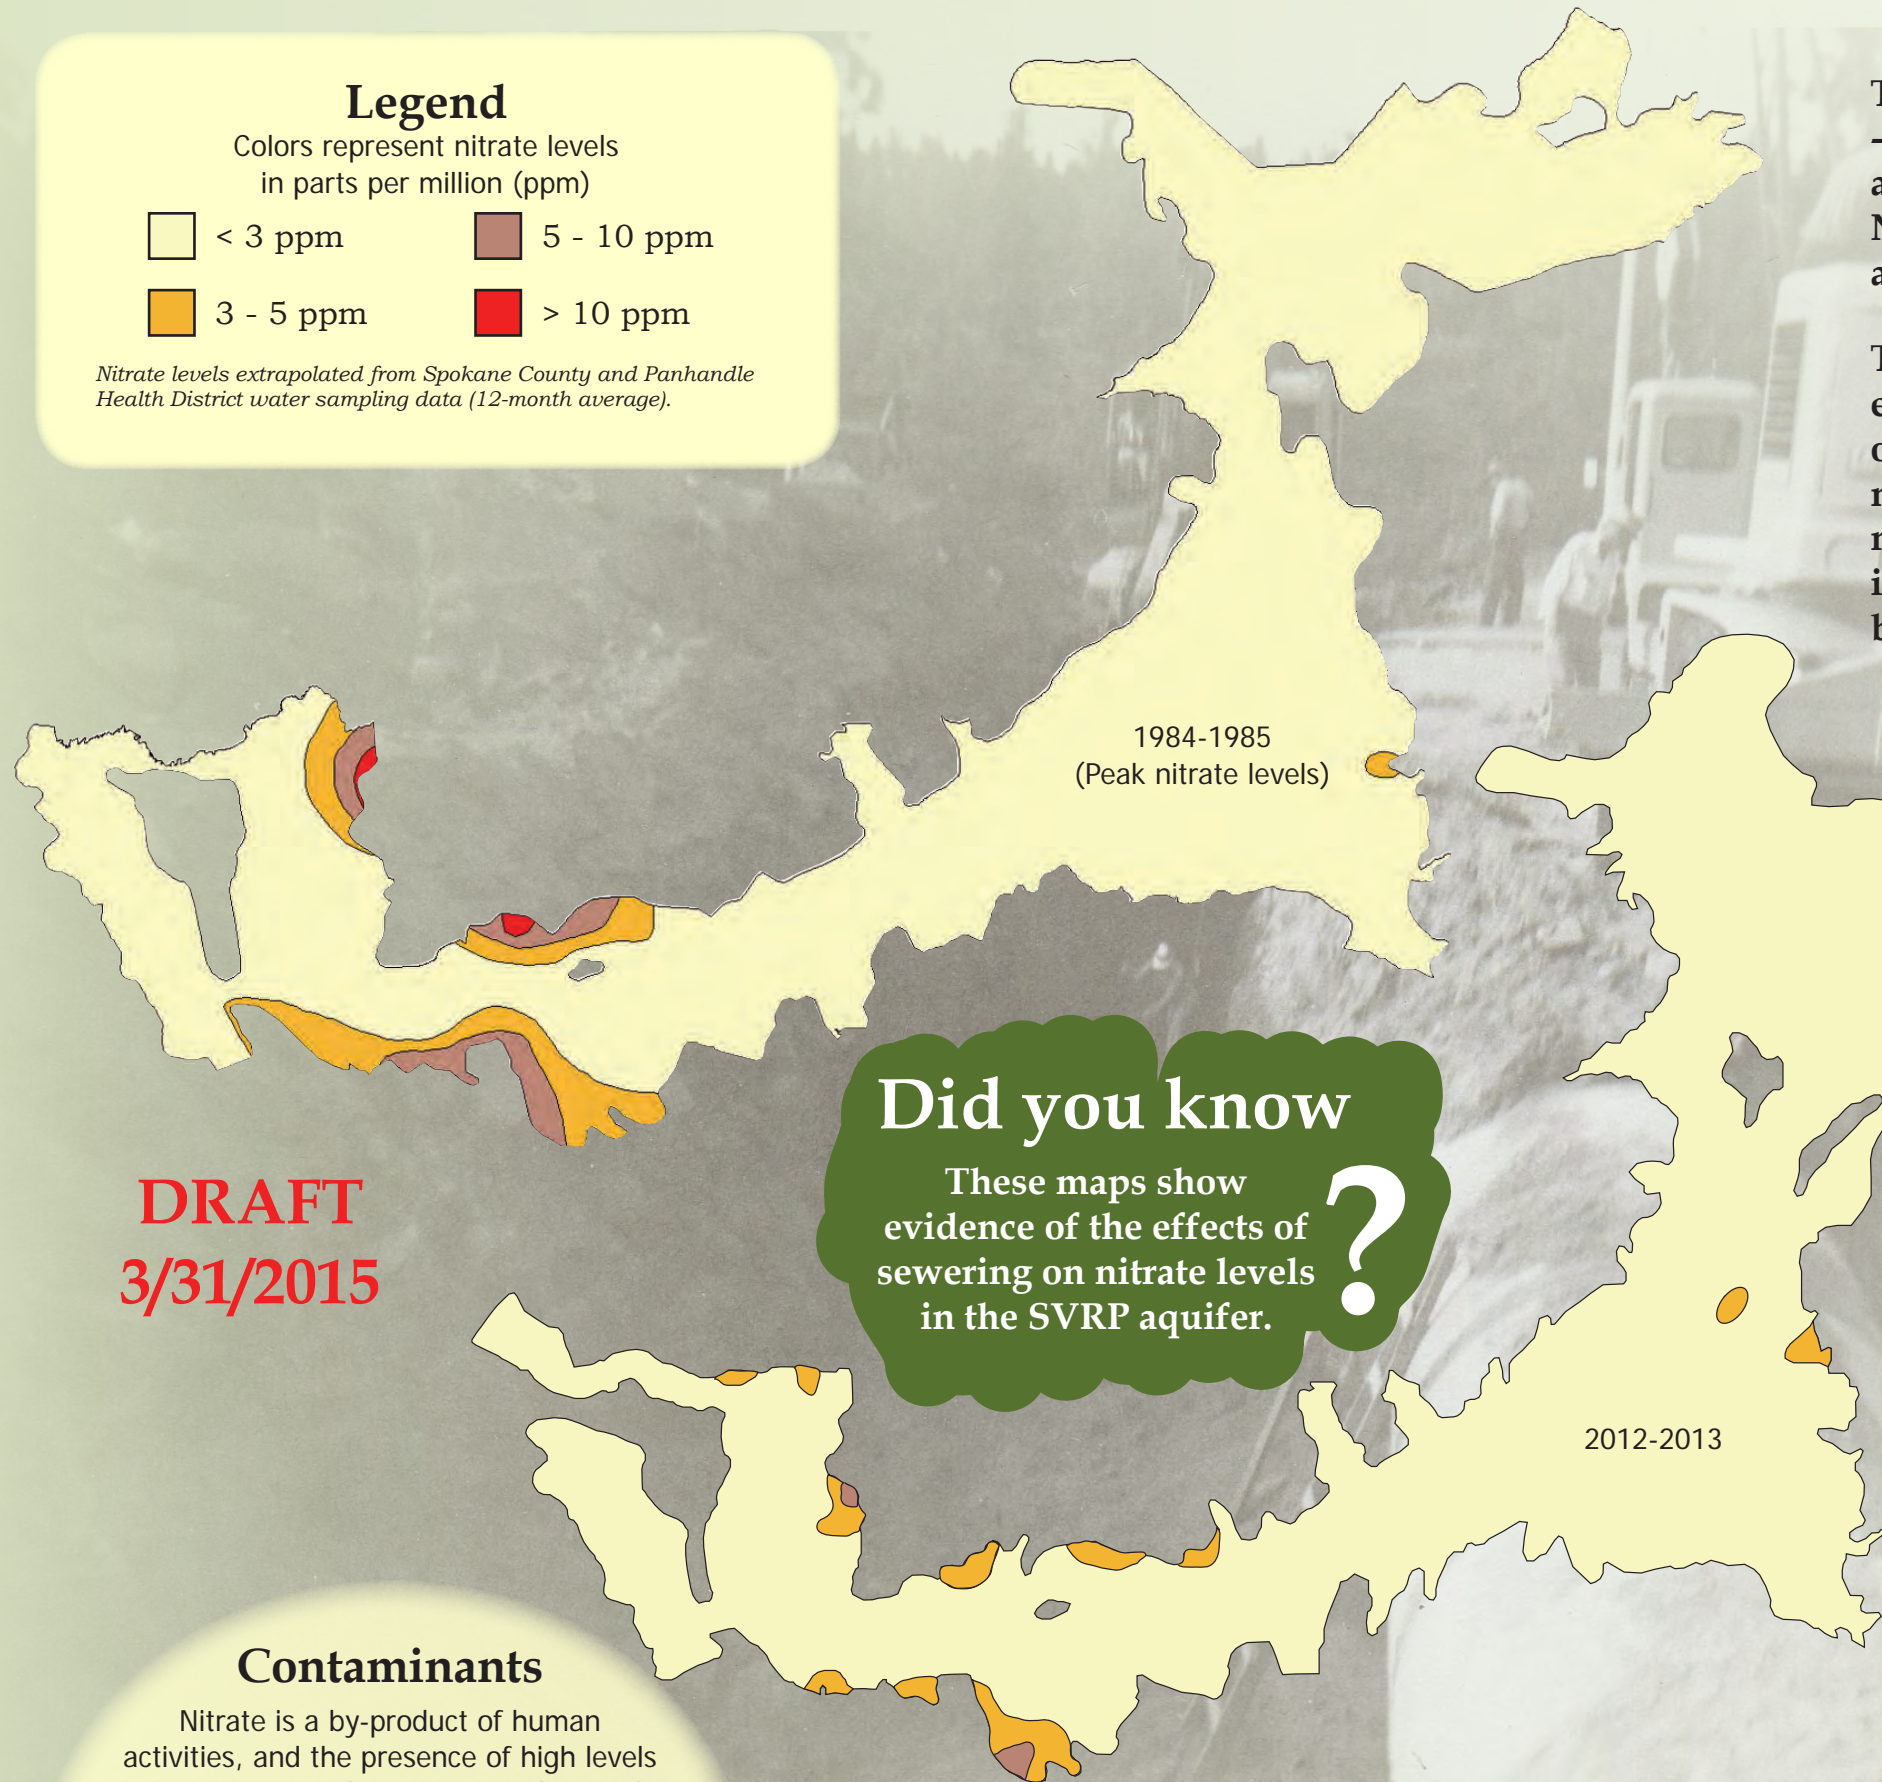 Legend
Colors represent nitrate levels
in parts per million (ppm)
< 3 ppm
5 - 10 ppm
3 - 5 ppm
> 10 ppm
Nitrate levels extrapolated from Spokane County and Panhandle
Health District water sampling data (12-month average).
1984-1985
(Peak nitrate levels)
Did you know
These maps show
evidence of the effects of
sewering on nitrate levels
in the SVRP aquifer.
?
DRAFT
3/31/2015
2012-2013
Contaminants
Nitrate is a by-product of human
activities, and the presence of high levels